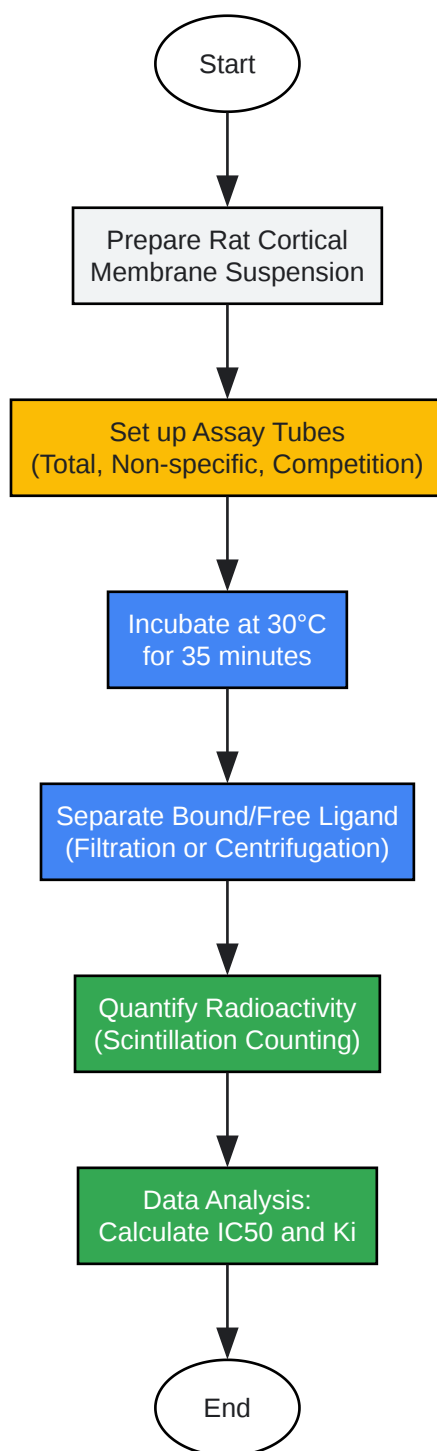 Start
Prepare Rat Cortical
Membrane Suspension
Set up Assay Tubes
(Total, Non-specific, Competition)
Incubate at 30°C
for 35 minutes
Separate Bound/Free Ligand
(Filtration or Centrifugation)
Quantify Radioactivity
(Scintillation Counting)
Data Analysis:
Calculate IC50 and Ki
End